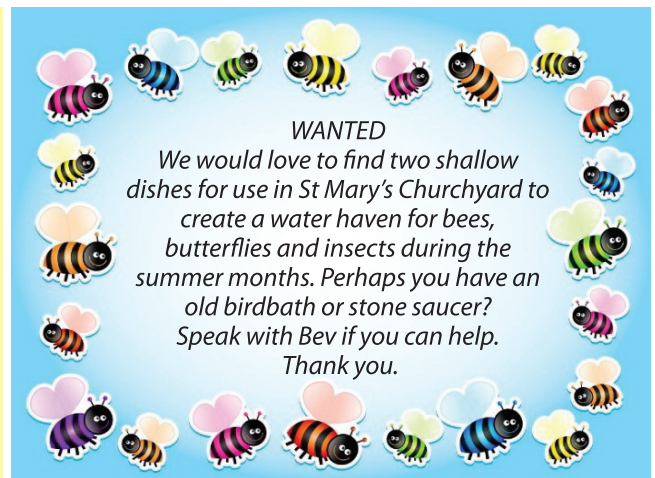 WANTED
We would love to find two shallow
dishes for use in St Mary’s Churchyard to
create a water haven for bees,
butterflies and insects during the
summer months. Perhaps you have an
old birdbath or stone saucer?
Speak with Bev if you can help.
Thank you.